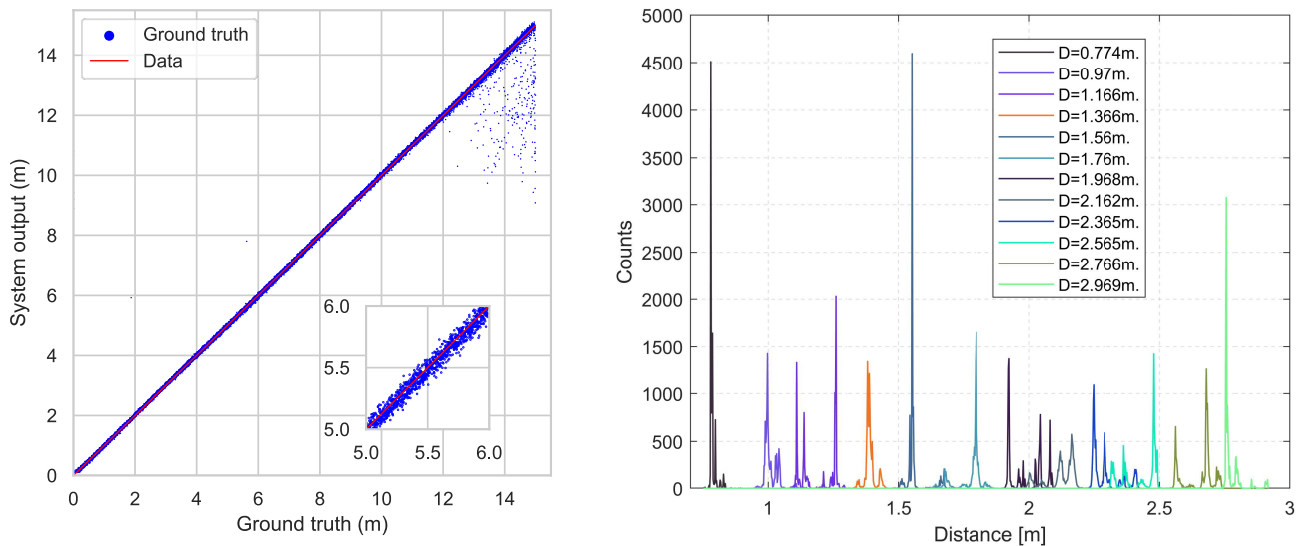 Ground truth
Data
14
12
10
8
6
4
2
0
0 2 4 6 8 10 12 14
System output (m)
Ground truth (m)
6.0
5.5
5.0
5.0 5.5 6.0
5000
4500
4000
3500
3000
2500
2000
1500
1000
500
0
1 1.5 2 2.5 3
Counts
Distance [m]
D=0.774m.
D=0.97m.
D=1.166m.
D=1.366m.
D=1.56m.
D=1.76m.
D=1.968m.
D=2.162m.
D=2.365m.
D=2.565m.
D=2.766m.
D=2.969m.